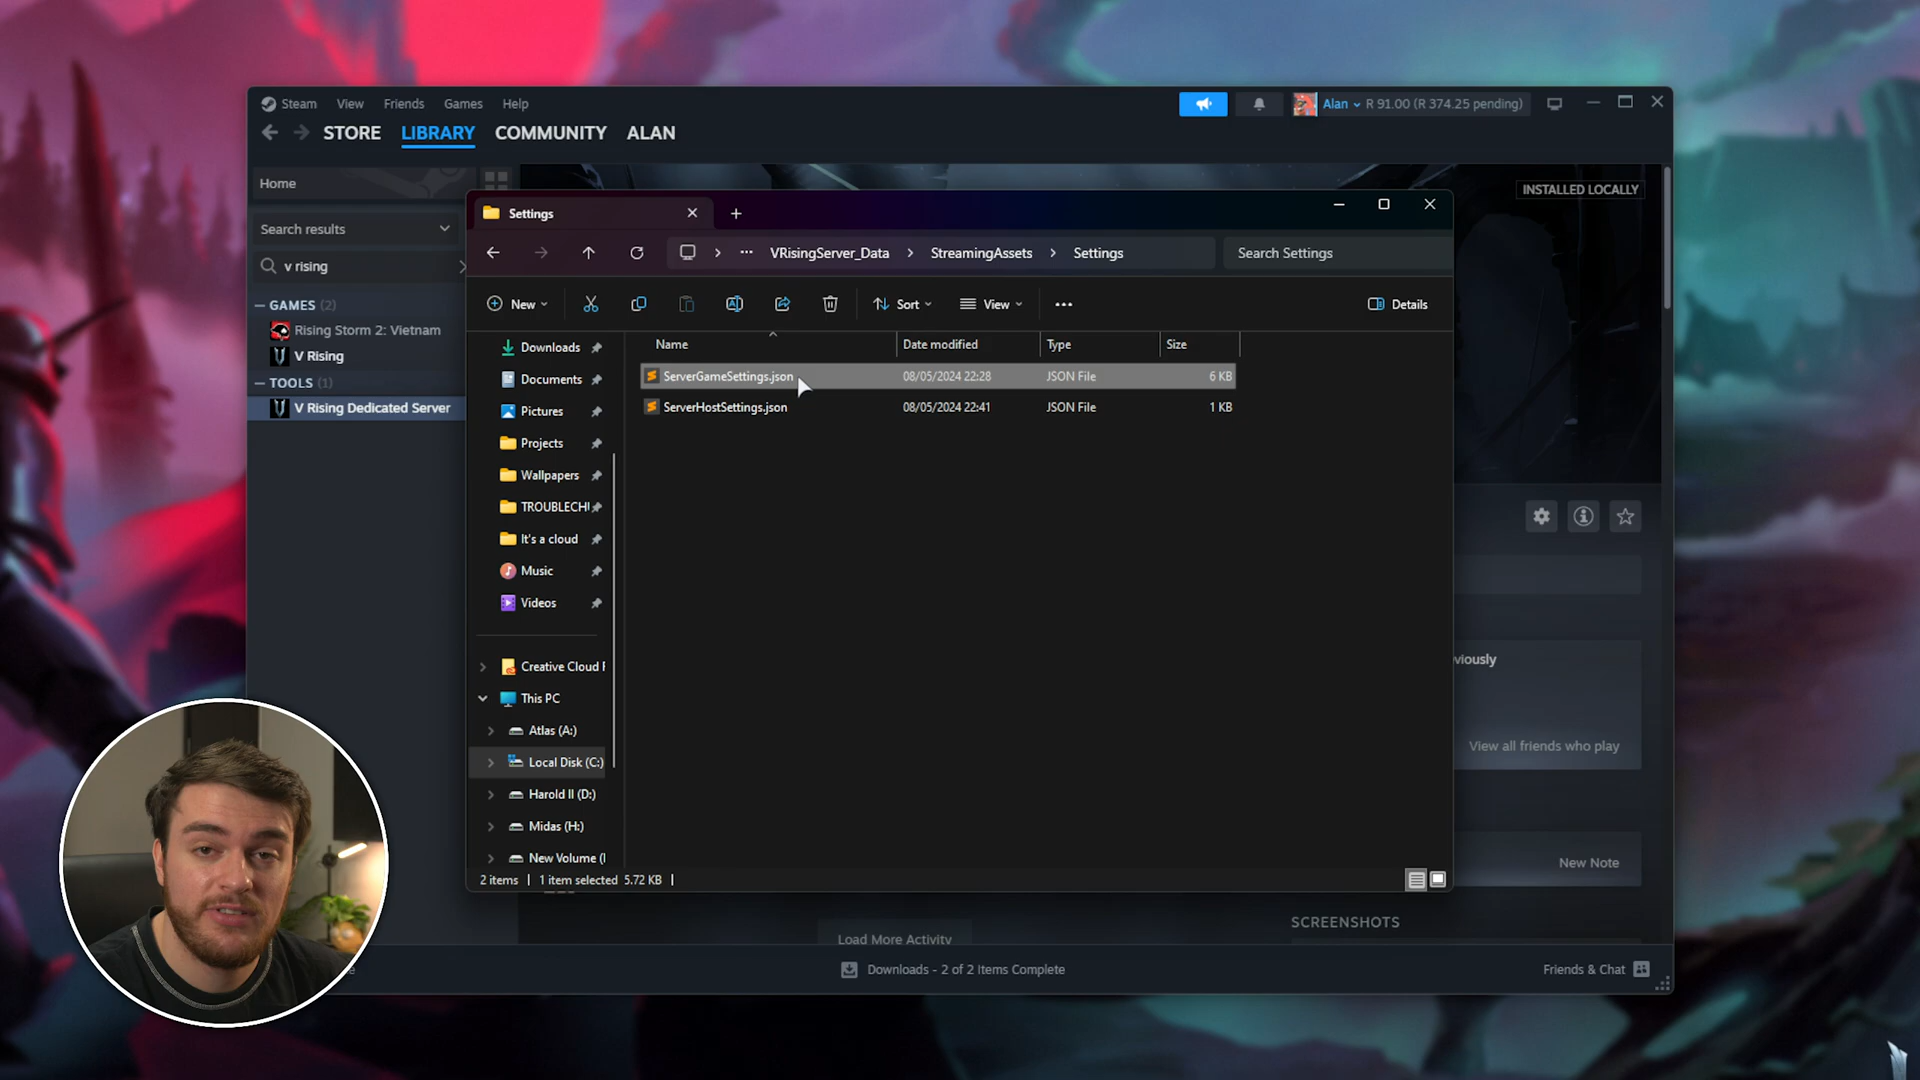 Steam View Friends Games Help
Alan R 91.00 (R 374.25 pending)
STORE LIBRARY COMMUNITY ALAN
Home
INSTALLED LOCALLY
Search results
v rising
GAMES (2)
Rising Storm 2: Vietnam
V Rising
TOOLS (1)
V Rising Dedicated Server
Settings
VRisingServer_Data > StreamingAssets > Settings
Search Settings
New Sort View ... Details
Name Date modified Type Size
ServerGameSettings.json 08/05/2024 22:28 JSON File 6 KB
ServerHostSettings.json 08/05/2024 22:41 JSON File 1 KB
Downloads
Documents
Pictures
Projects
Wallpapers
TROUBLECH
It's a cloud
Music
Videos
Creative Cloud F
This PC
Atlas (A:)
Local Disk (C:)
Harold II (D:)
Midas (H:)
New Volume (I
2 items 1 item selected 5.72 KB
viously
View all friends who play
New Note
SCREENSHOTS
Load More Activity
Downloads - 2 of 2 Items Complete
Friends & Chat